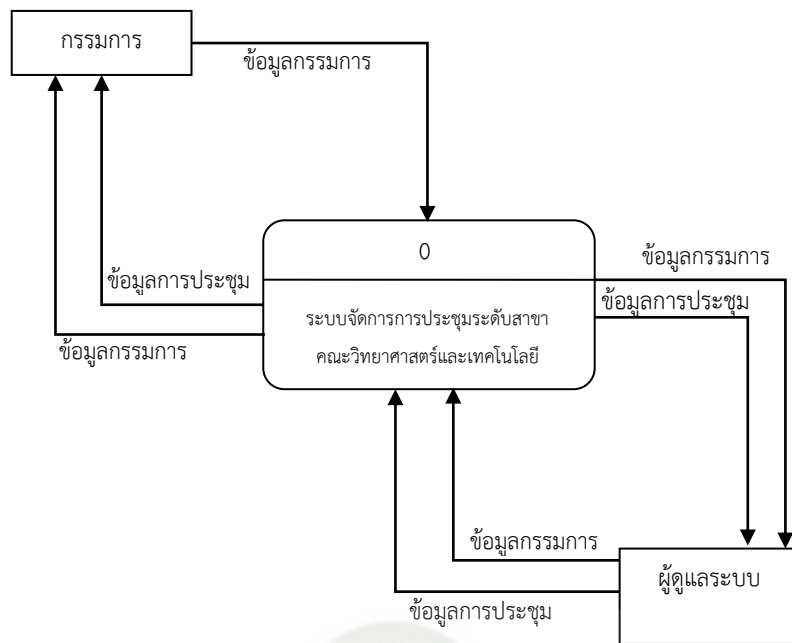 กรรมการ
ข้อมูลกรรมการ
0
ข้อมูลกรรมการ
ข้อมูลการประชุม
ข้อมูลการประชุม
ระบบจัดการการประชุมระดับสาขา
ข้อมูลกรรมการ
คณะวิทยาศาสตร์และเทคโนโลยี
ข้อมูลกรรมการ
ผู้ดูแลระบบ
ข้อมูลการประชุม